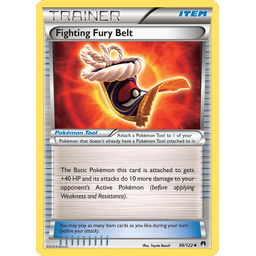 TRAINER
ITEM
Fighting Fury Belt
Pokémon Tool
Attach a Pokémon Tool to 1 of your
Pokémon that doesn't already have a Pokémon Tool attached to it.
The Basic Pokémon this card is attached to gets
+40 HP and its attacks do 10 more damage to your
opponent's Active Pokémon (before applying
Weakness and Resistance).
You may play as many Item cards as you like during your turn
(before your attack).
Illus. Toyste Beach
99/122